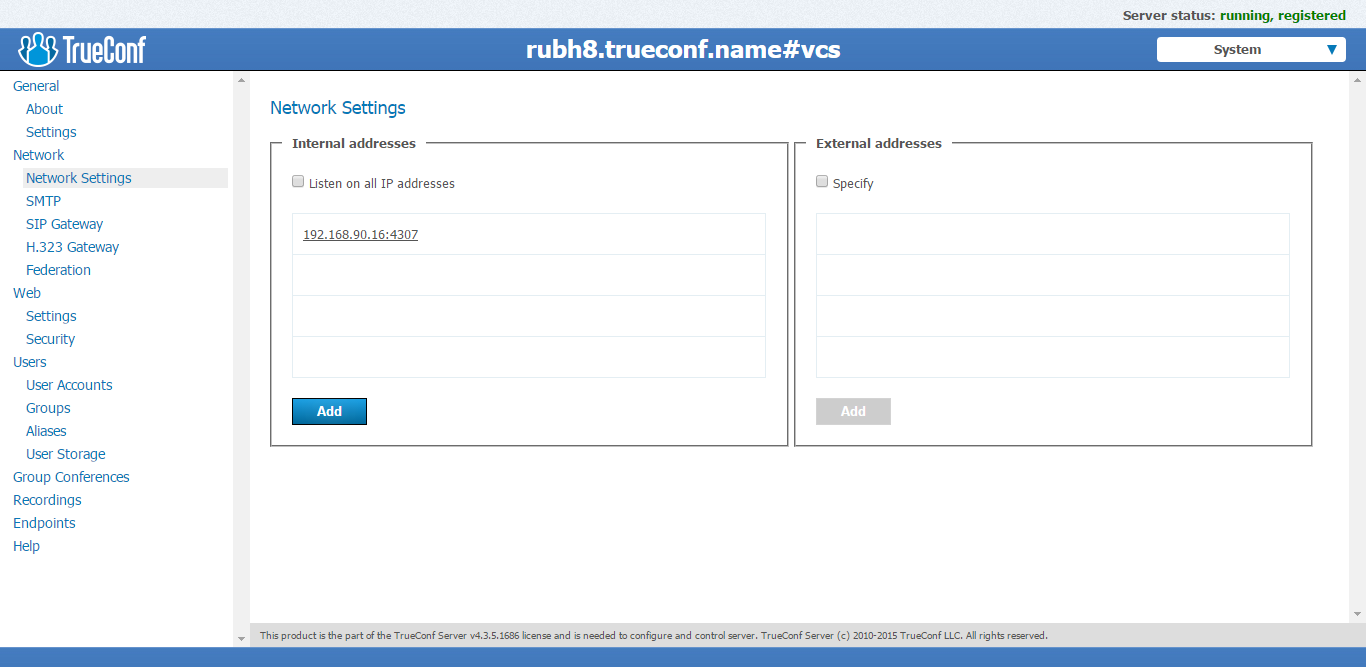 Server status: running, registered
TrueConf
rubh8.trueconf.name#vcs
System
General
About
Settings
Network
Network Settings
SMTP
SIP Gateway
H.323 Gateway
Federation
Web
Settings
Security
Users
User Accounts
Groups
Aliases
User Storage
Group Conferences
Recordings
Endpoints
Help
Network Settings
Internal addresses
Listen on all IP addresses
192.168.90.16:4307
Add
External addresses
Specify
Add
This product is the part of the TrueConf Server v4.3.5.1686 license and is needed to configure and control server. TrueConf Server (c) 2010-2015 TrueConf LLC. All rights reserved.